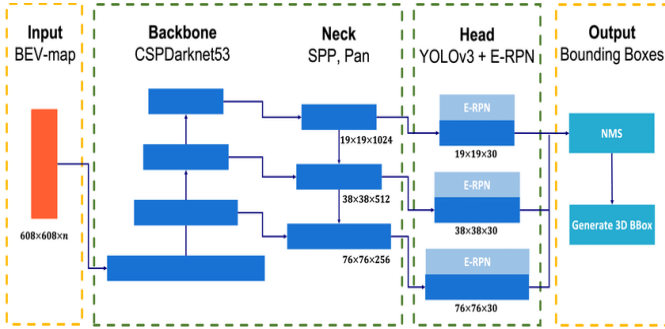 Input
BEV-map
Backbone
CSPDarknet53
Neck
SPP, Pan
Head
YOLOv3 + E-RPN
Output
Bounding Boxes
608×608×n
19×19×1024
38×38×512
76×76×256
E-RPN
19×19×30
E-RPN
38×38×30
E-RPN
76×76×30
NMS
Generate 3D BBox